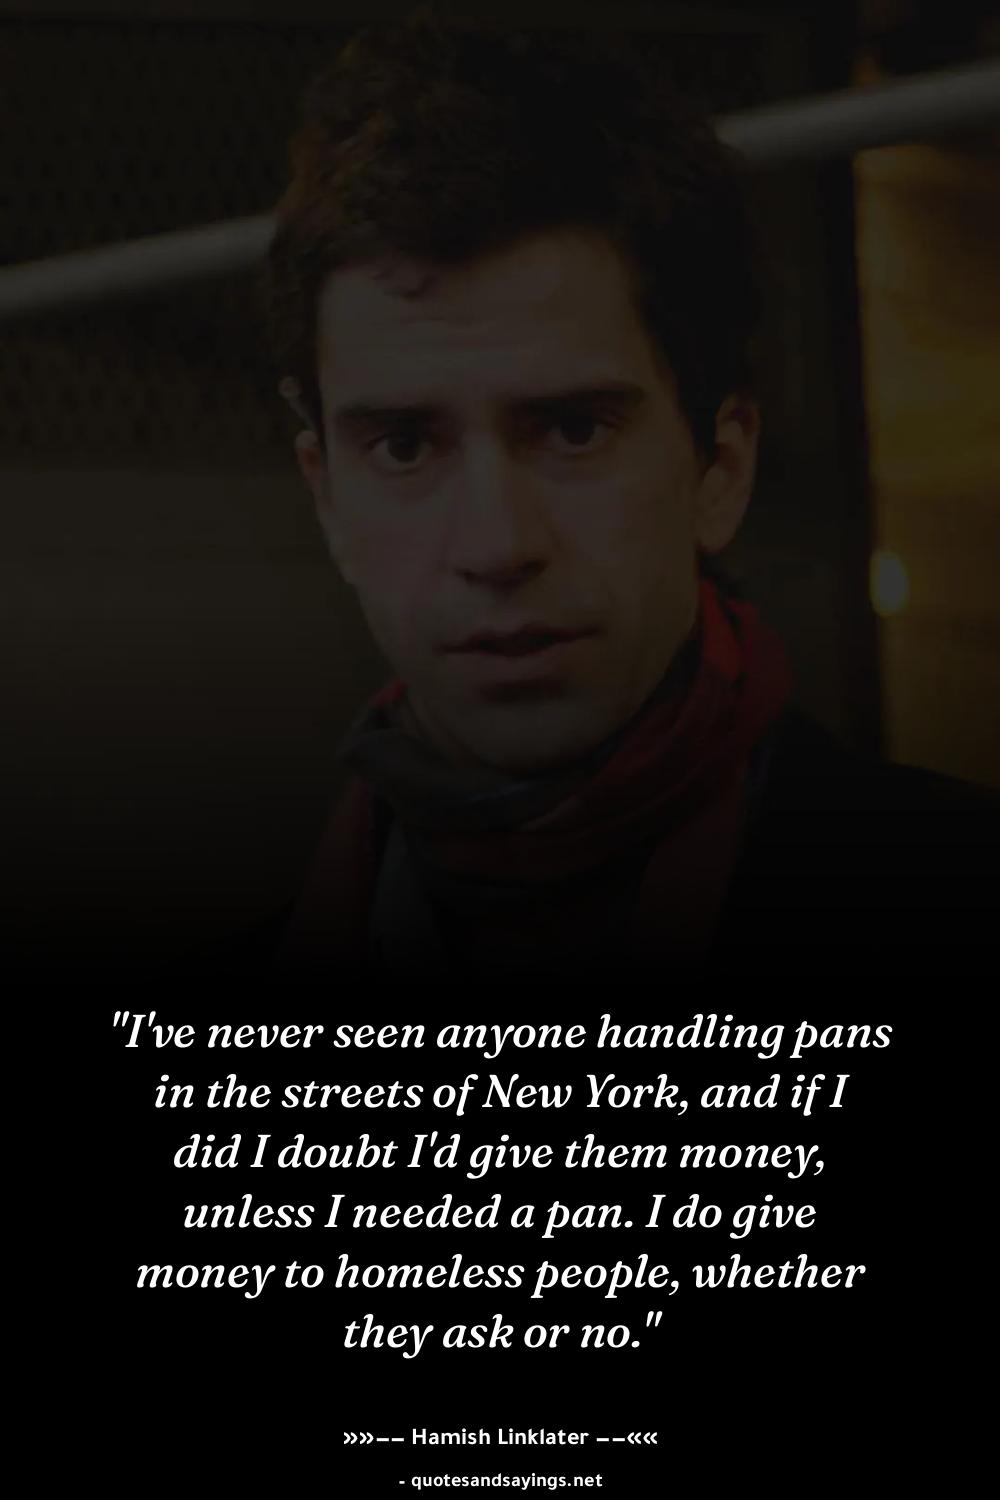 "I've never seen anyone handling pans
in the streets of New York, and if I
did I doubt I'd give them money,
unless I needed a pan. I do give
money to homeless people, whether
they ask or no."
»»–– Hamish Linklater ––««
- quotesandsayings.net